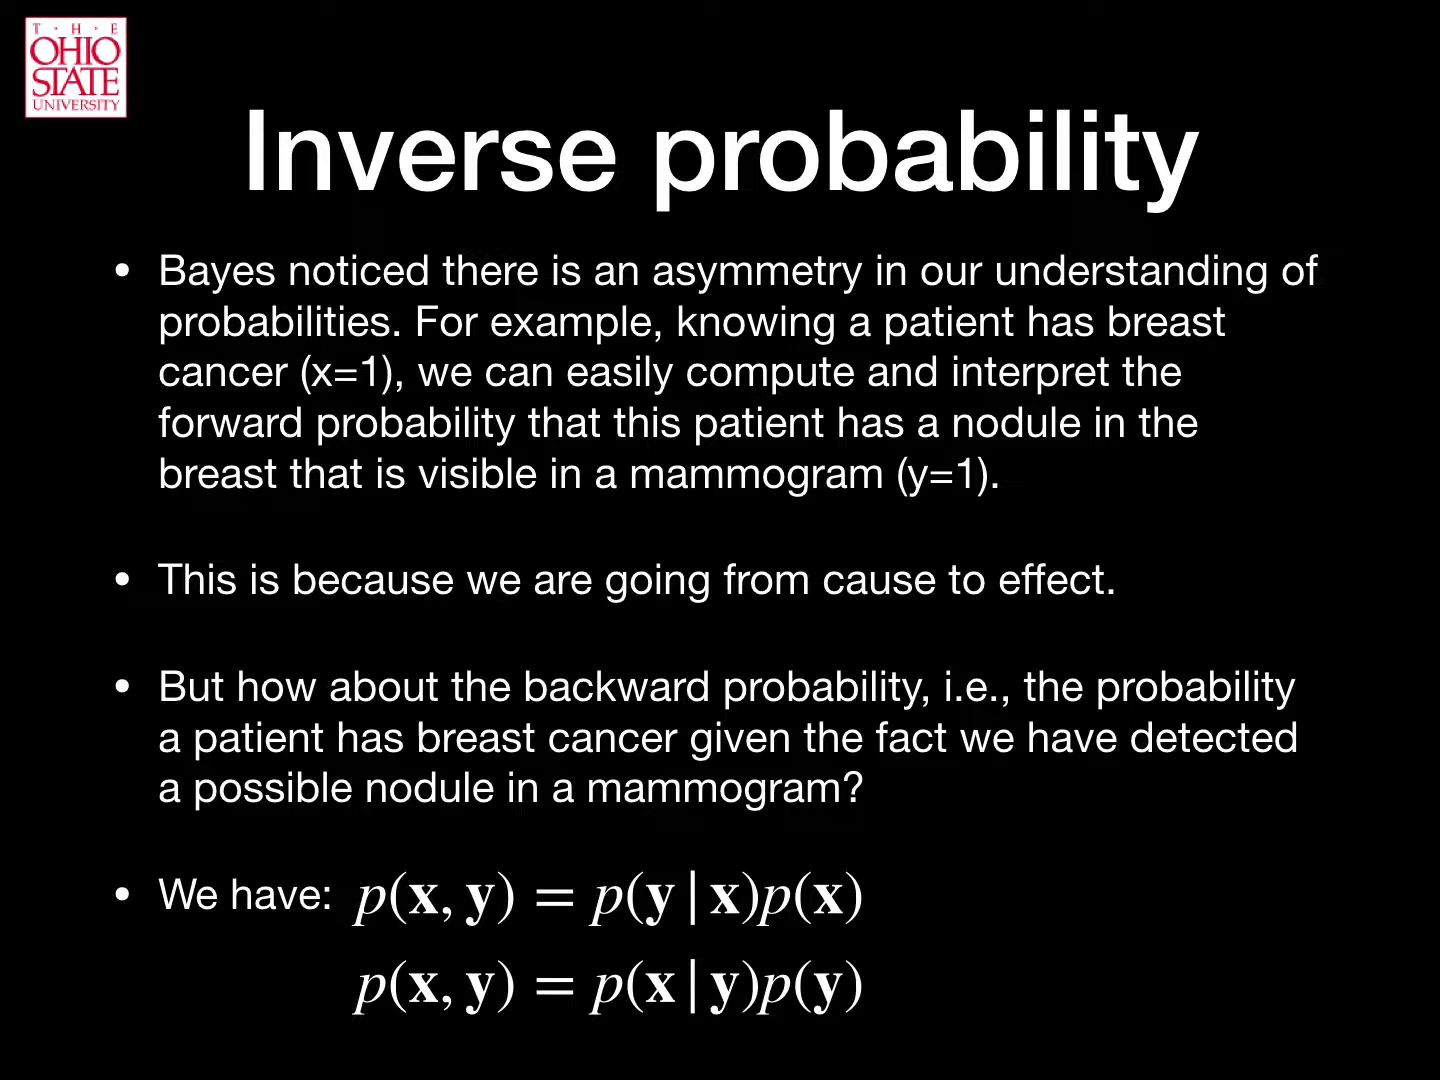 T · H · E
OHIO
STATE
UNIVERSITY
Inverse probability
• Bayes noticed there is an asymmetry in our understanding of
probabilities. For example, knowing a patient has breast
cancer (x=1), we can easily compute and interpret the
forward probability that this patient has a nodule in the
breast that is visible in a mammogram (y=1).
• This is because we are going from cause to effect.
• But how about the backward probability, i.e., the probability
a patient has breast cancer given the fact we have detected
a possible nodule in a mammogram?
• We have: p(x, y) = p(y | x)p(x)
p(x, y) = p(x | y)p(y)